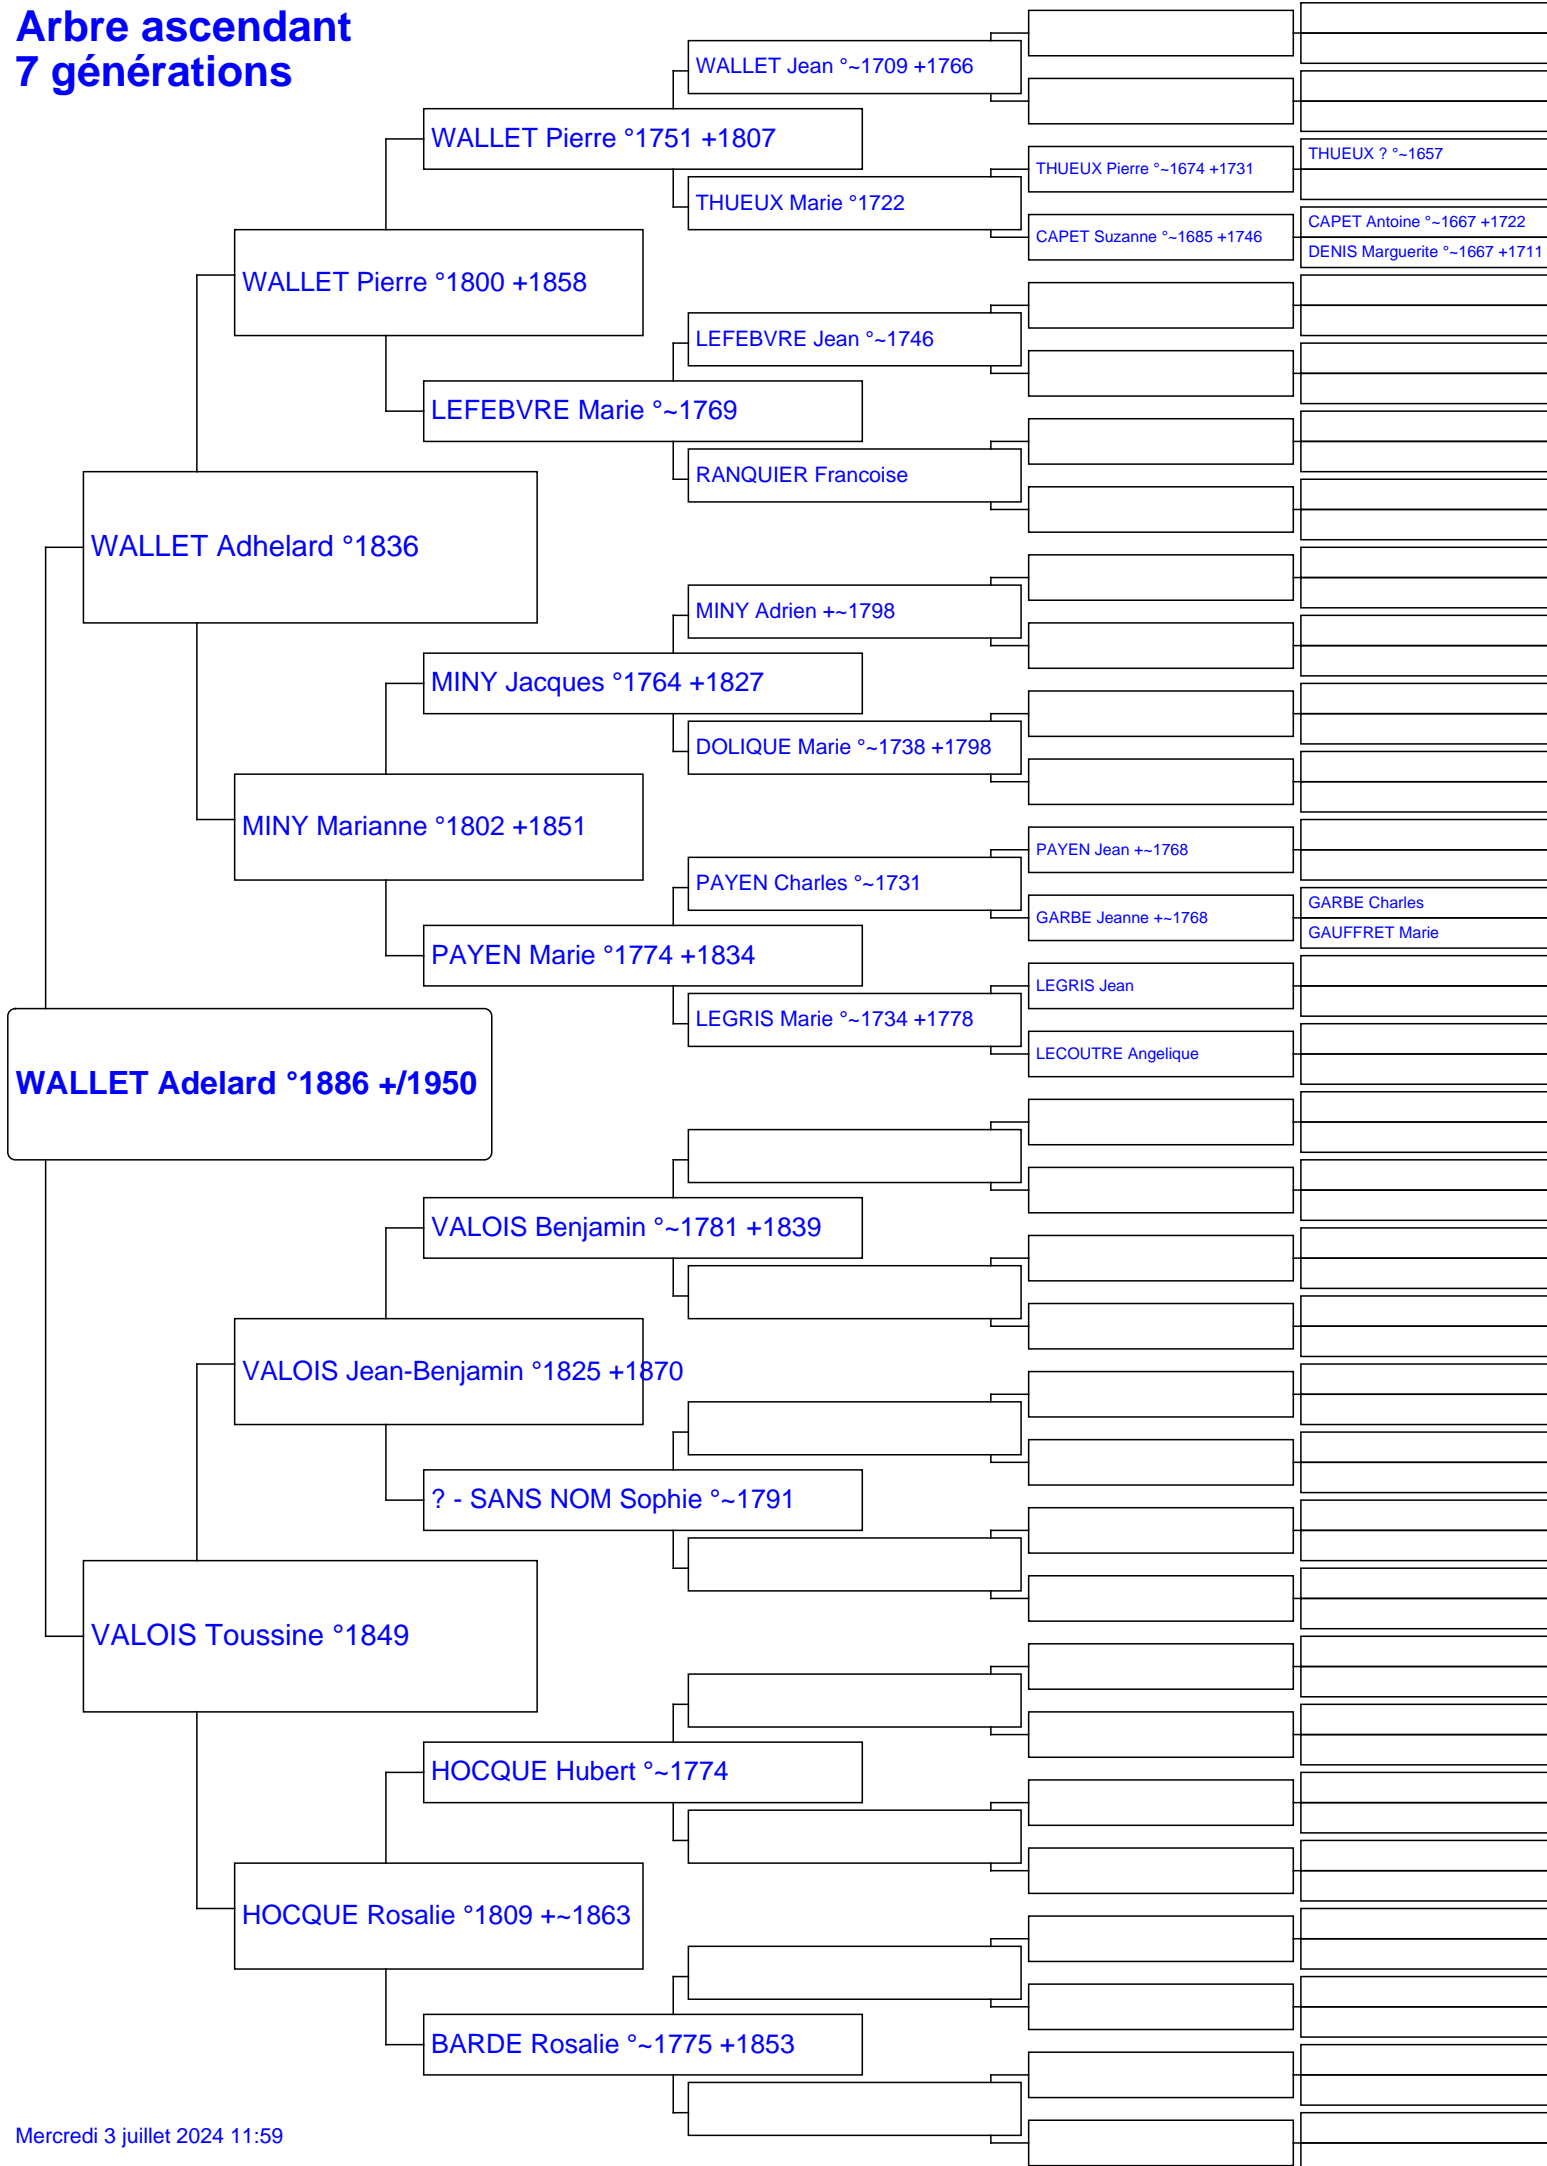 Arbre ascendant
7 générations
WALLET Jean °~1709 +1766
WALLET Pierre °1751 +1807
THUEUX ? °~1657
THUEUX Pierre °~1674 +1731
THUEUX Marie °1722
CAPET Antoine °~1667 +1722
CAPET Suzanne °~1685 +1746
DENIS Marguerite °~1667 +1711
WALLET Pierre °1800 +1858
LEFEBVRE Jean °~1746
LEFEBVRE Marie °~1769
RANQUIER Francoise
WALLET Adhelard °1836
MINY Adrien +~1798
MINY Jacques °1764 +1827
DOLIQUE Marie °~1738 +1798
MINY Marianne °1802 +1851
PAYEN Jean +~1768
PAYEN Charles °~1731
GARBE Charles
GARBE Jeanne +~1768
GAUFFRET Marie
PAYEN Marie °1774 +1834
LEGRIS Jean
LEGRIS Marie °~1734 +1778
LECOUTRE Angelique
WALLET Adelard °1886 +/1950
VALOIS Benjamin °~1781 +1839
VALOIS Jean-Benjamin °1825 +1870
? - SANS NOM Sophie °~1791
VALOIS Toussine °1849
HOCQUE Hubert °~1774
HOCQUE Rosalie °1809 +~1863
BARDE Rosalie °~1775 +1853
Mercredi 3 juillet 2024 11:59